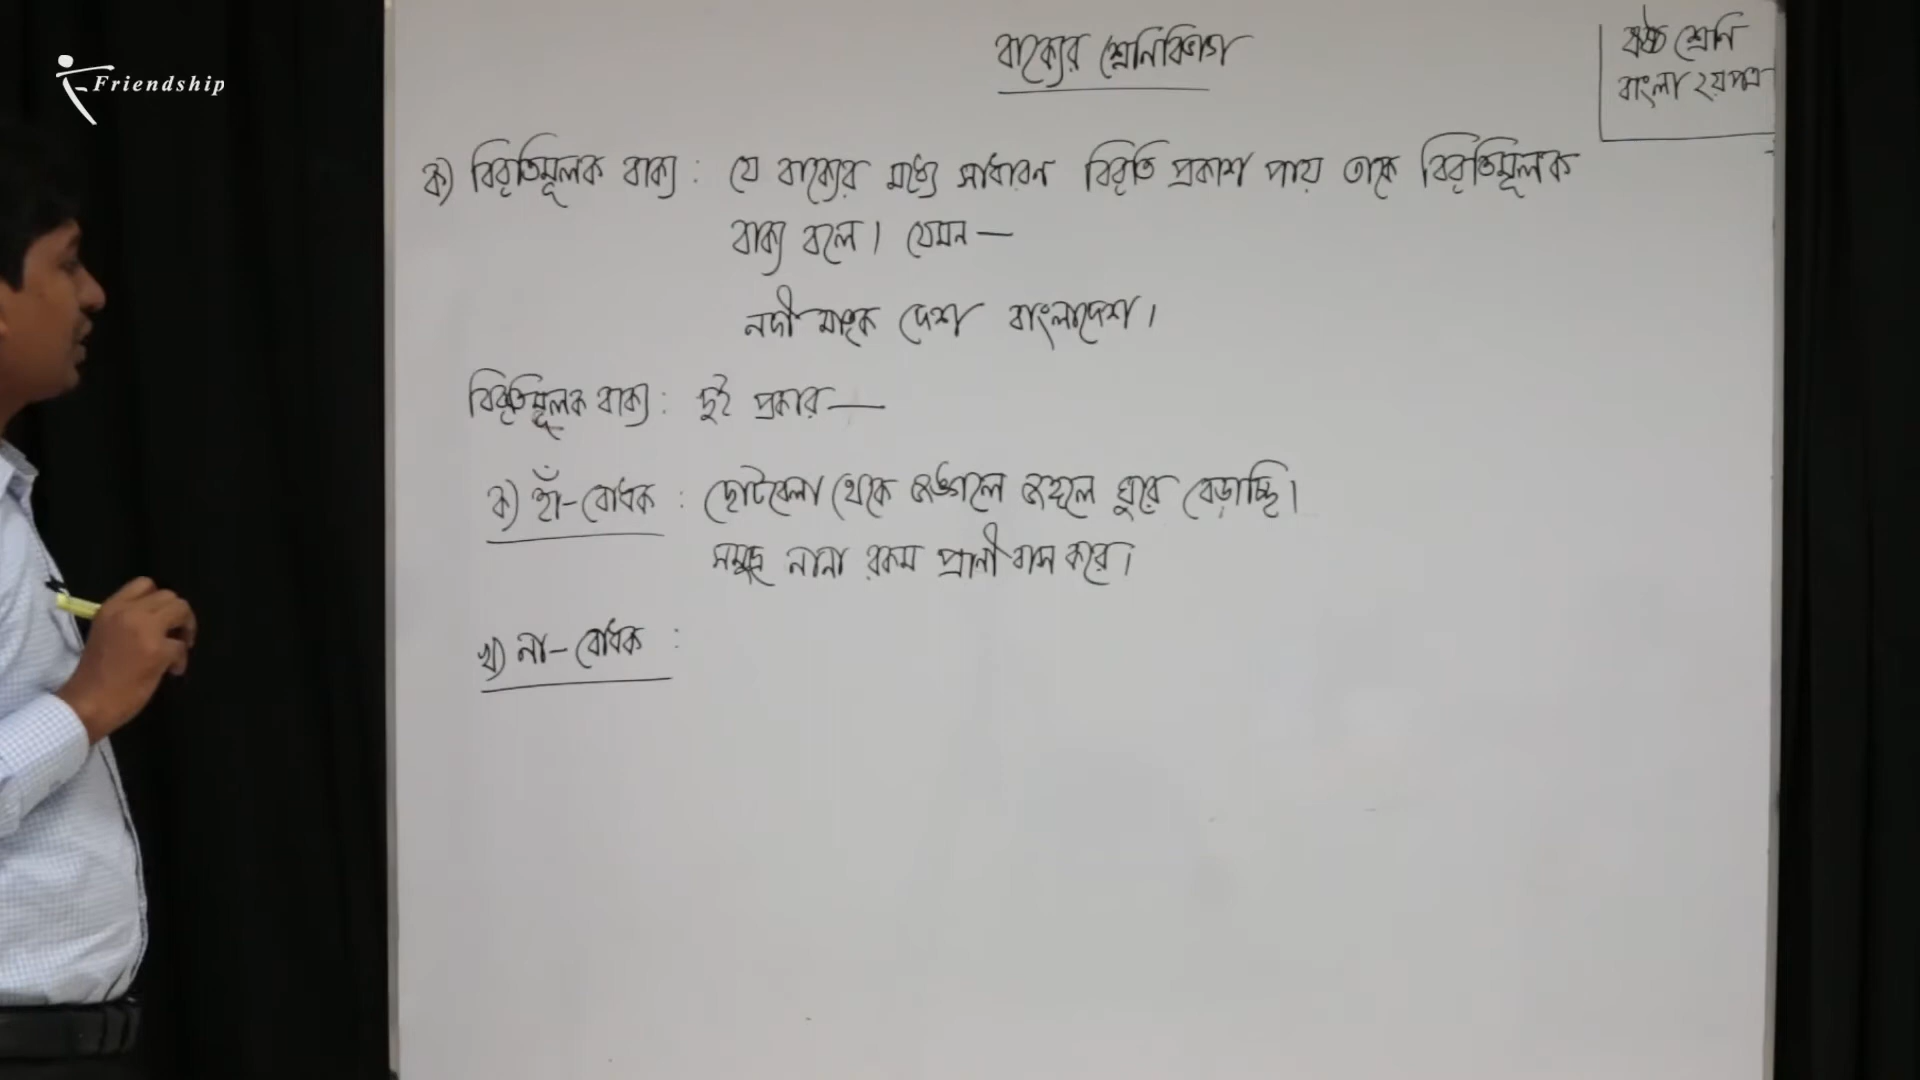 Friendship
বাক্যের শ্রেনিবিভাগ
ষষ্ঠ শ্রেনি
বাংলা ২য় পত্র
ক) বিবৃতিমূলক বাক্য : যে বাক্যের মধ্যে সাধারন বিবৃতি প্রকাশ পায় তাকে বিবৃতিমূলক
বাক্য বলে। যেমন —
নদী মাতৃক দেশ বাংলাদেশ।
বিবৃতিমূলক বাক্য : দুই প্রকার —
ক) হাঁ-বোধক : ছোটবেলা থেকে জঙ্গলে জঙ্গলে ঘুরে বেড়াচ্ছি।
সমুদ্রে নানা রকম প্রানী বাস করে।
খ) না-বোধক :